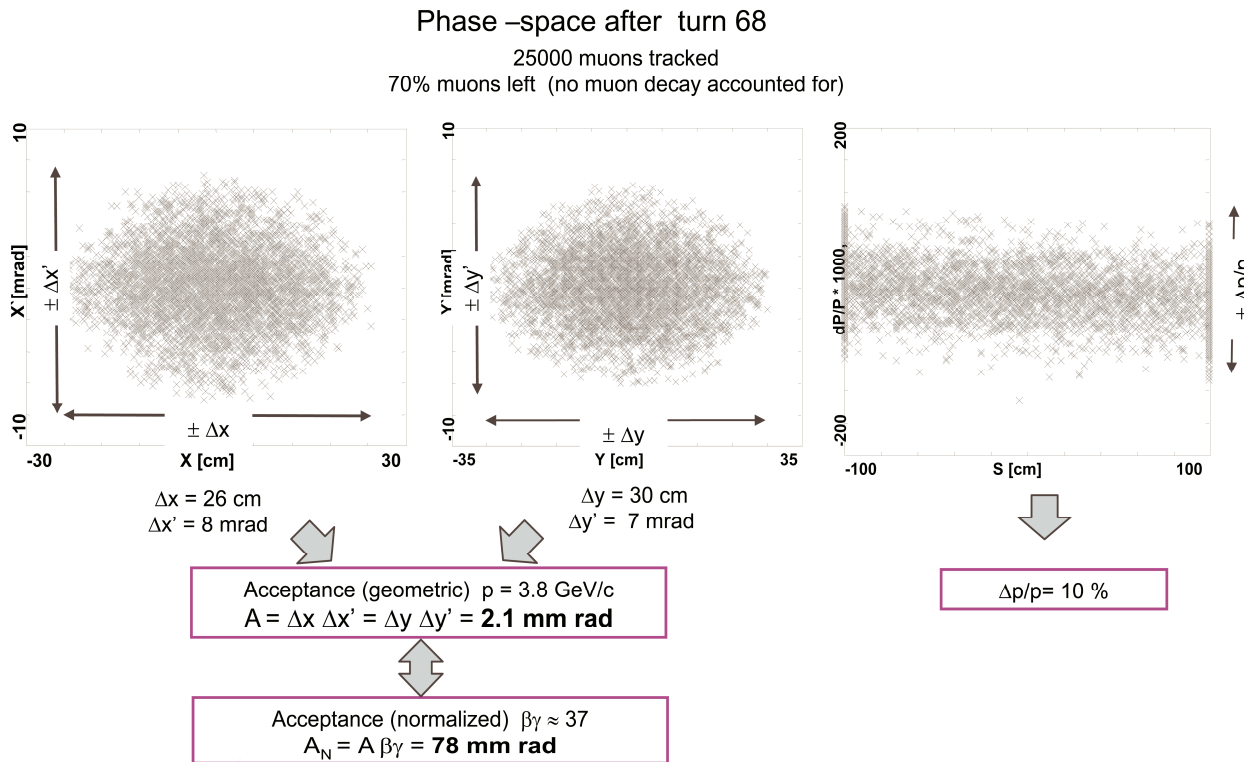 Phase –space after turn 68
25000 muons tracked
70% muons left (no muon decay accounted for)
10
X` [mrad]
± Δx’
-10
± Δx
-30
X [cm]
30
10
Y` [mrad]
± Δy’
-10
± Δy
-35
Y [cm]
35
200
dP/P * 1000,
-200
± Δp/p
-100
S [cm]
100
Δx = 26 cm
Δx’ = 8 mrad
Δy = 30 cm
Δy’ = 7 mrad
Acceptance (geometric) p = 3.8 GeV/c
A = Δx Δx’ = Δy Δy’ = 2.1 mm rad
Δp/p= 10 %
Acceptance (normalized) βγ ≈ 37
A_N = A βγ = 78 mm rad